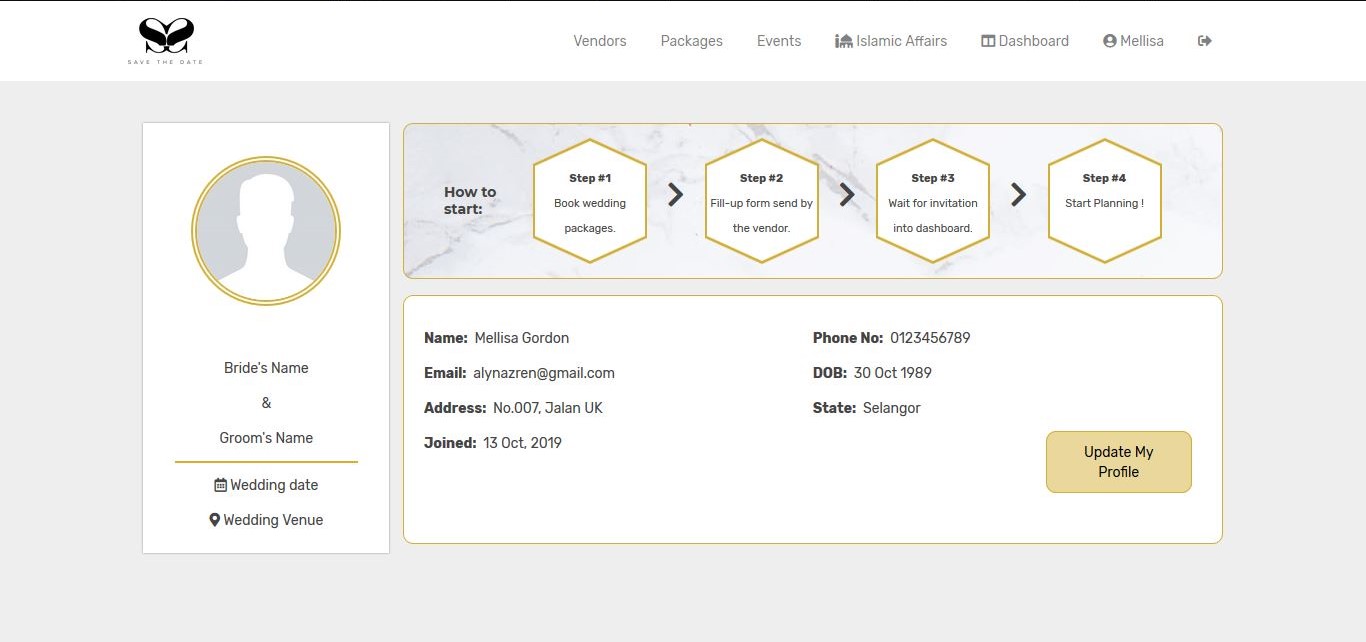 SAVE THE DATE
Vendors Packages Events Islamic Affairs Dashboard Mellisa
Bride's Name
&
Groom's Name
Wedding date
Wedding Venue
How to
start:
Step #1
Book wedding
packages.
Step #2
Fill-up form send by
the vendor.
Step #3
Wait for invitation
into dashboard.
Step #4
Start Planning !
Name: Mellisa Gordon
Email: alynazren@gmail.com
Address: No.007, Jalan UK
Joined: 13 Oct, 2019
Phone No: 0123456789
DOB: 30 Oct 1989
State: Selangor
Update My
Profile